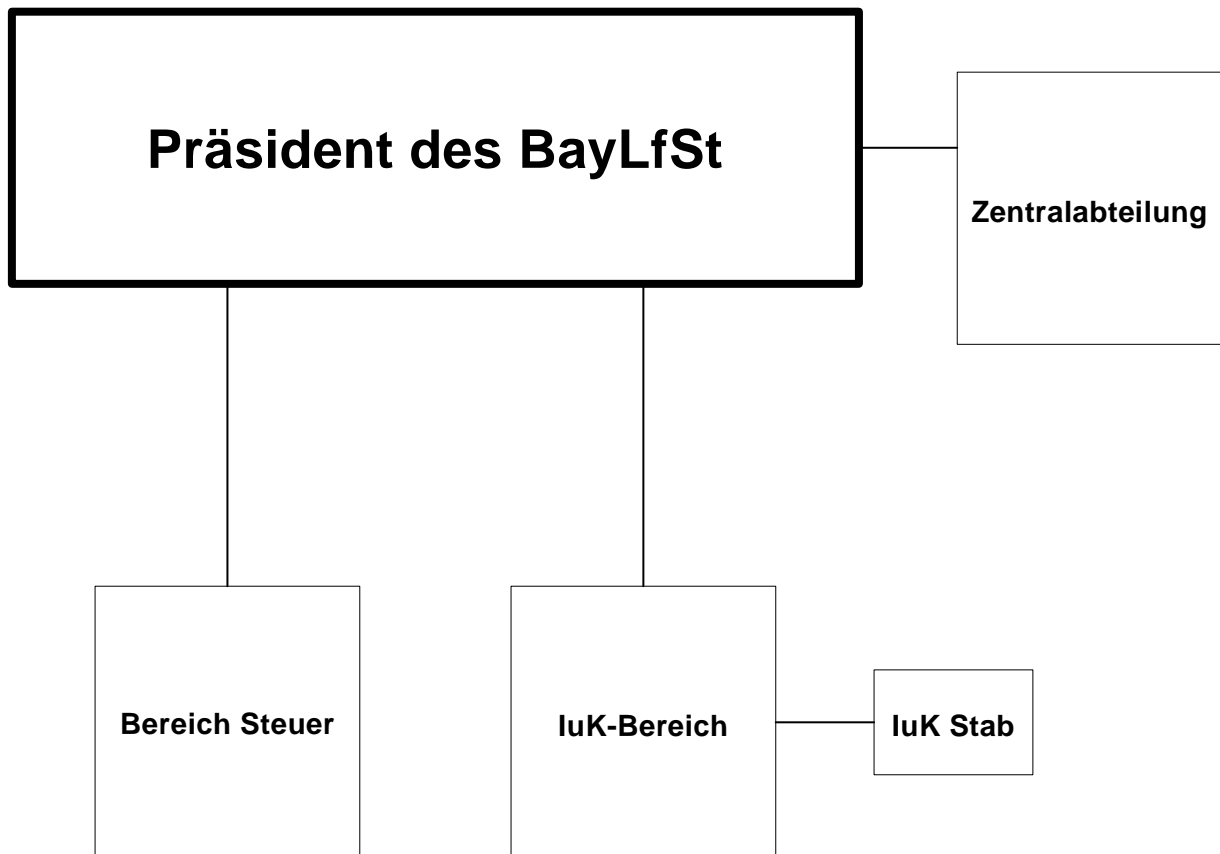 Präsident des BayLfSt
Zentralabteilung
Bereich Steuer
IuK-Bereich
IuK Stab